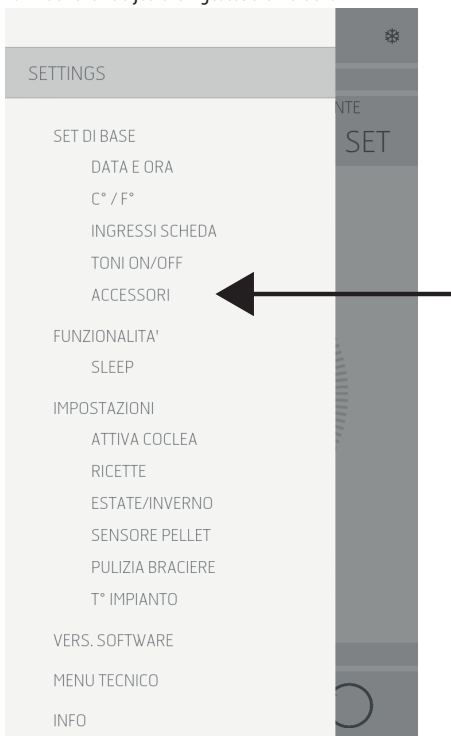 SETTINGS
NTE
SET
SET DI BASE
DATA E ORA
C° / F°
INGRESSI SCHEDA
TONI ON/OFF
ACCESSORI
FUNZIONALITA'
SLEEP
IMPOSTAZIONI
ATTIVA COCLEA
RICETTE
ESTATE/INVERNO
SENSORE PELLET
PULIZIA BRACIERE
T° IMPIANTO
VERS. SOFTWARE
MENU TECNICO
INFO